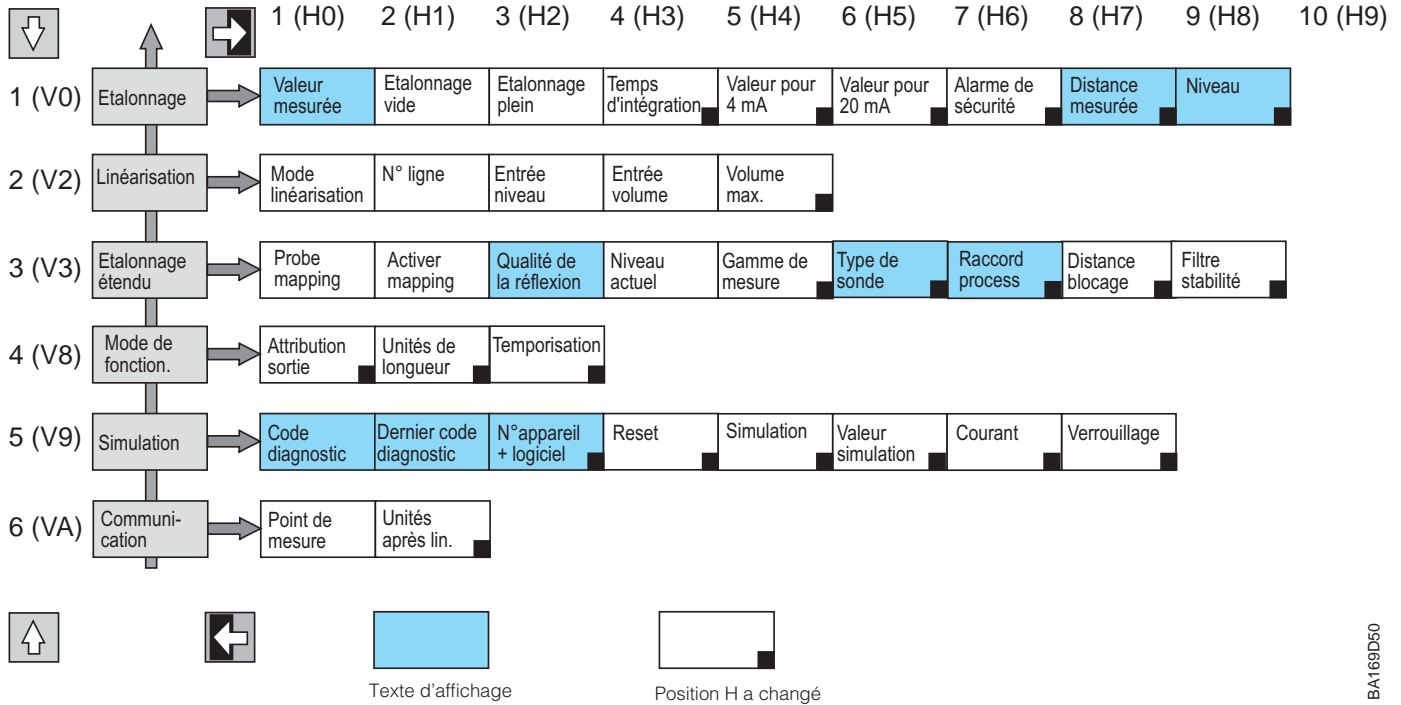 1 (H0) 2 (H1) 3 (H2) 4 (H3) 5 (H4) 6 (H5) 7 (H6) 8 (H7) 9 (H8) 10 (H9)
1 (V0)
Etalonnage
Valeur
mesurée
Etalonnage
vide
Etalonnage
plein
Temps
d'intégration
Valeur pour
4 mA
Valeur pour
20 mA
Alarme de
sécurité
Distance
mesurée
Niveau
2 (V2)
Linéarisation
Mode
linéarisation
N° ligne
Entrée
niveau
Entrée
volume
Volume
max.
3 (V3)
Etalonnage
étendu
Probe
mapping
Activer
mapping
Qualité de
la réflexion
Niveau
actuel
Gamme de
mesure
Type de
sonde
Raccord
process
Distance
blocage
Filtre
stabilité
4 (V8)
Mode de
fonction.
Attribution
sortie
Unités de
longueur
Temporisation
5 (V9)
Simulation
Code
diagnostic
Dernier code
diagnostic
N°appareil
+ logiciel
Reset
Simulation
Valeur
simulation
Courant
Verrouillage
6 (VA)
Communi-
cation
Point de
mesure
Unités
après lin.
Texte d'affichage
Position H a changé
BA169D50